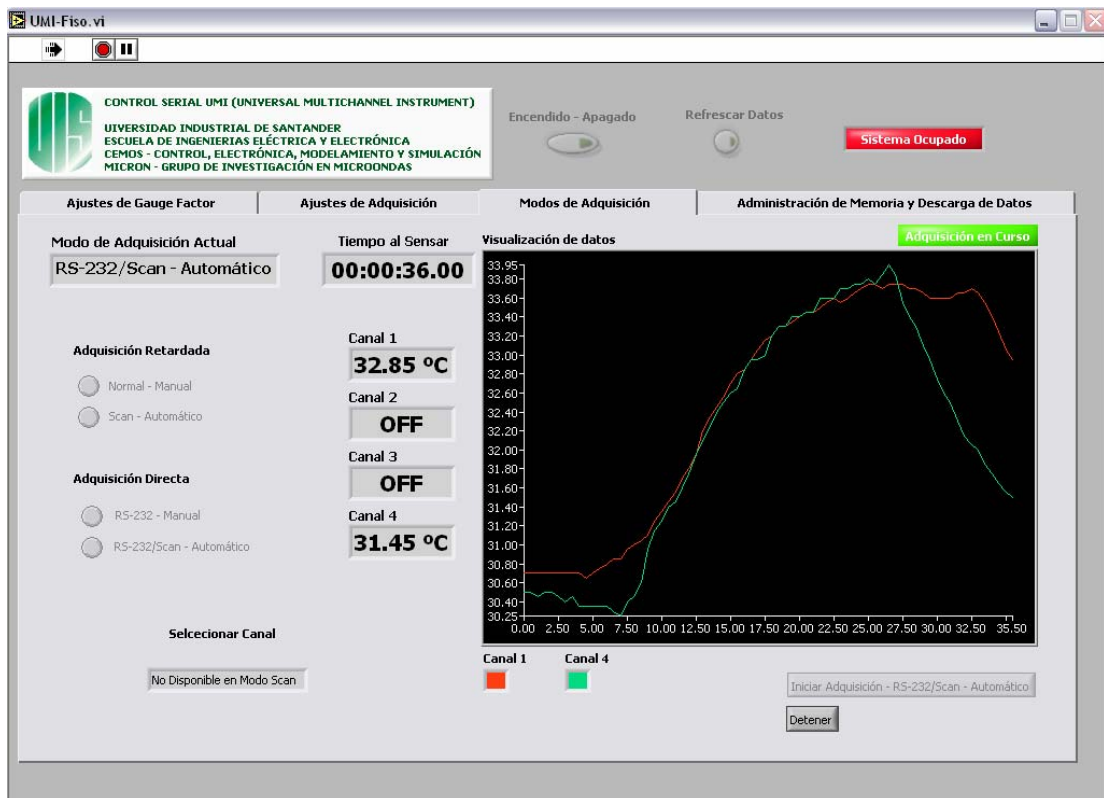 UMI-Fiso.vi
CONTROL SERIAL UMI (UNIVERSAL MULTICHANNEL INSTRUMENT)
UIVERSIDAD INDUSTRIAL DE SANTANDER
ESCUELA DE INGENIERIAS ELÉCTRICA Y ELECTRÓNICA
CEMOS - CONTROL, ELECTRÓNICA, MODELAMIENTO Y SIMULACIÓN
MICRON - GRUPO DE INVESTIGACIÓN EN MICROONDAS
Encendido - Apagado
Refrescar Datos
Sistema Ocupado
Ajustes de Gauge Factor
Ajustes de Adquisición
Modos de Adquisición
Administración de Memoria y Descarga de Datos
Modo de Adquisición Actual
RS-232/Scan - Automático
Tiempo al Sensar
00:00:36.00
Adquisición Retardada
Normal - Manual
Scan - Automático
Adquisición Directa
RS-232 - Manual
RS-232/Scan - Automático
Selcecionar Canal
No Disponible en Modo Scan
Canal 1
32.85 ºC
Canal 2
OFF
Canal 3
OFF
Canal 4
31.45 ºC
Visualización de datos
Adquisición en Curso
33.95
33.80
33.60
33.40
33.20
33.00
32.80
32.60
32.40
32.20
32.00
31.80
31.60
31.40
31.20
31.00
30.80
30.60
30.40
30.25
0.00 2.50 5.00 7.50 10.00 12.50 15.00 17.50 20.00 22.50 25.00 27.50 30.00 32.50 35.50
Canal 1 Canal 4
Iniciar Adquisición - RS-232/Scan - Automático
Detener